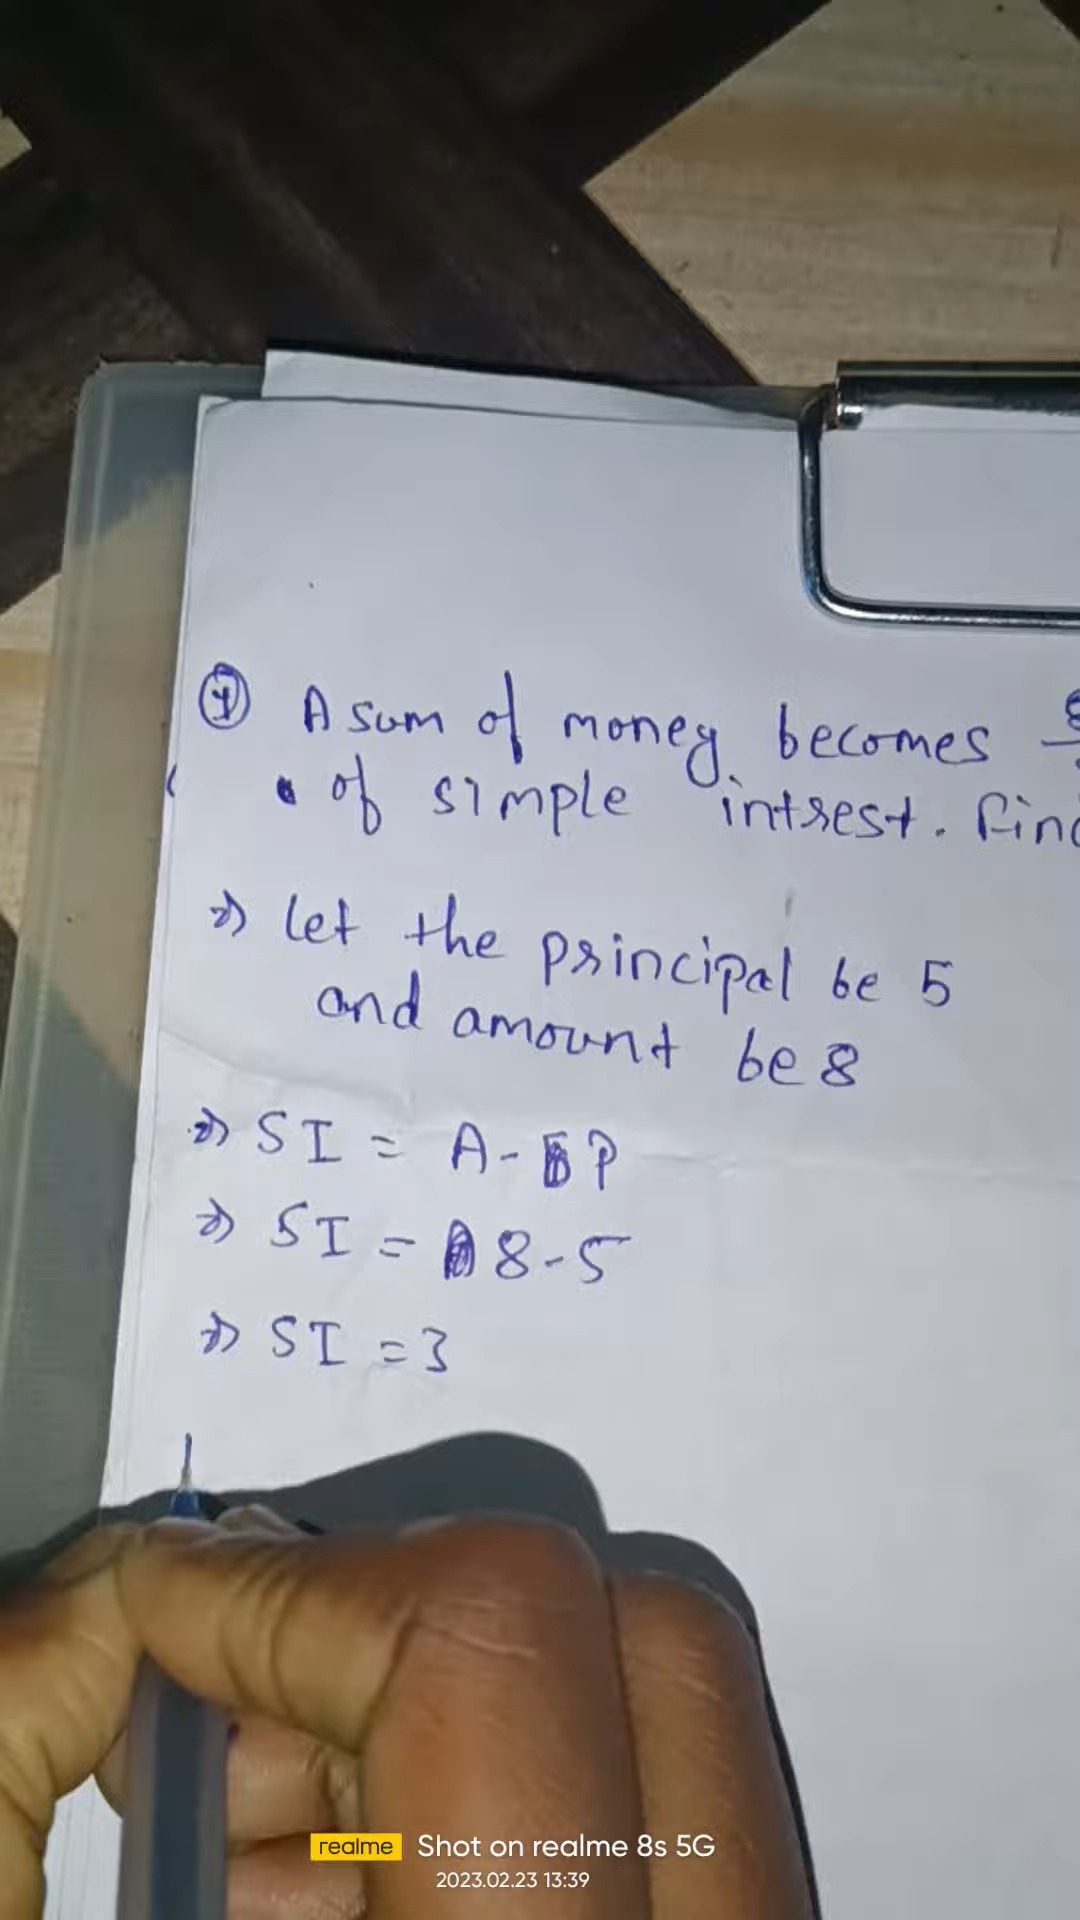 ④ A sum of money becomes
of simple intrest. Find
⇒ let the principal be 5
and amount be 8
⇒ SI = A - P
⇒ SI = 8 - 5
⇒ SI = 3
realme Shot on realme 8s 5G
2023.02.23 13:39